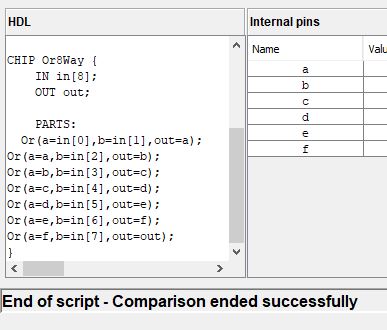 HDL
Internal pins
CHIP Or8Way {
IN in[8];
OUT out;
PARTS:
Or(a=in[0],b=in[1],out=a);
Or(a=a,b=in[2],out=b);
Or(a=b,b=in[3],out=c);
Or(a=c,b=in[4],out=d);
Or(a=d,b=in[5],out=e);
Or(a=e,b=in[6],out=f);
Or(a=f,b=in[7],out=out);
}
Name Valu
a
b
c
d
e
f
End of script - Comparison ended successfully